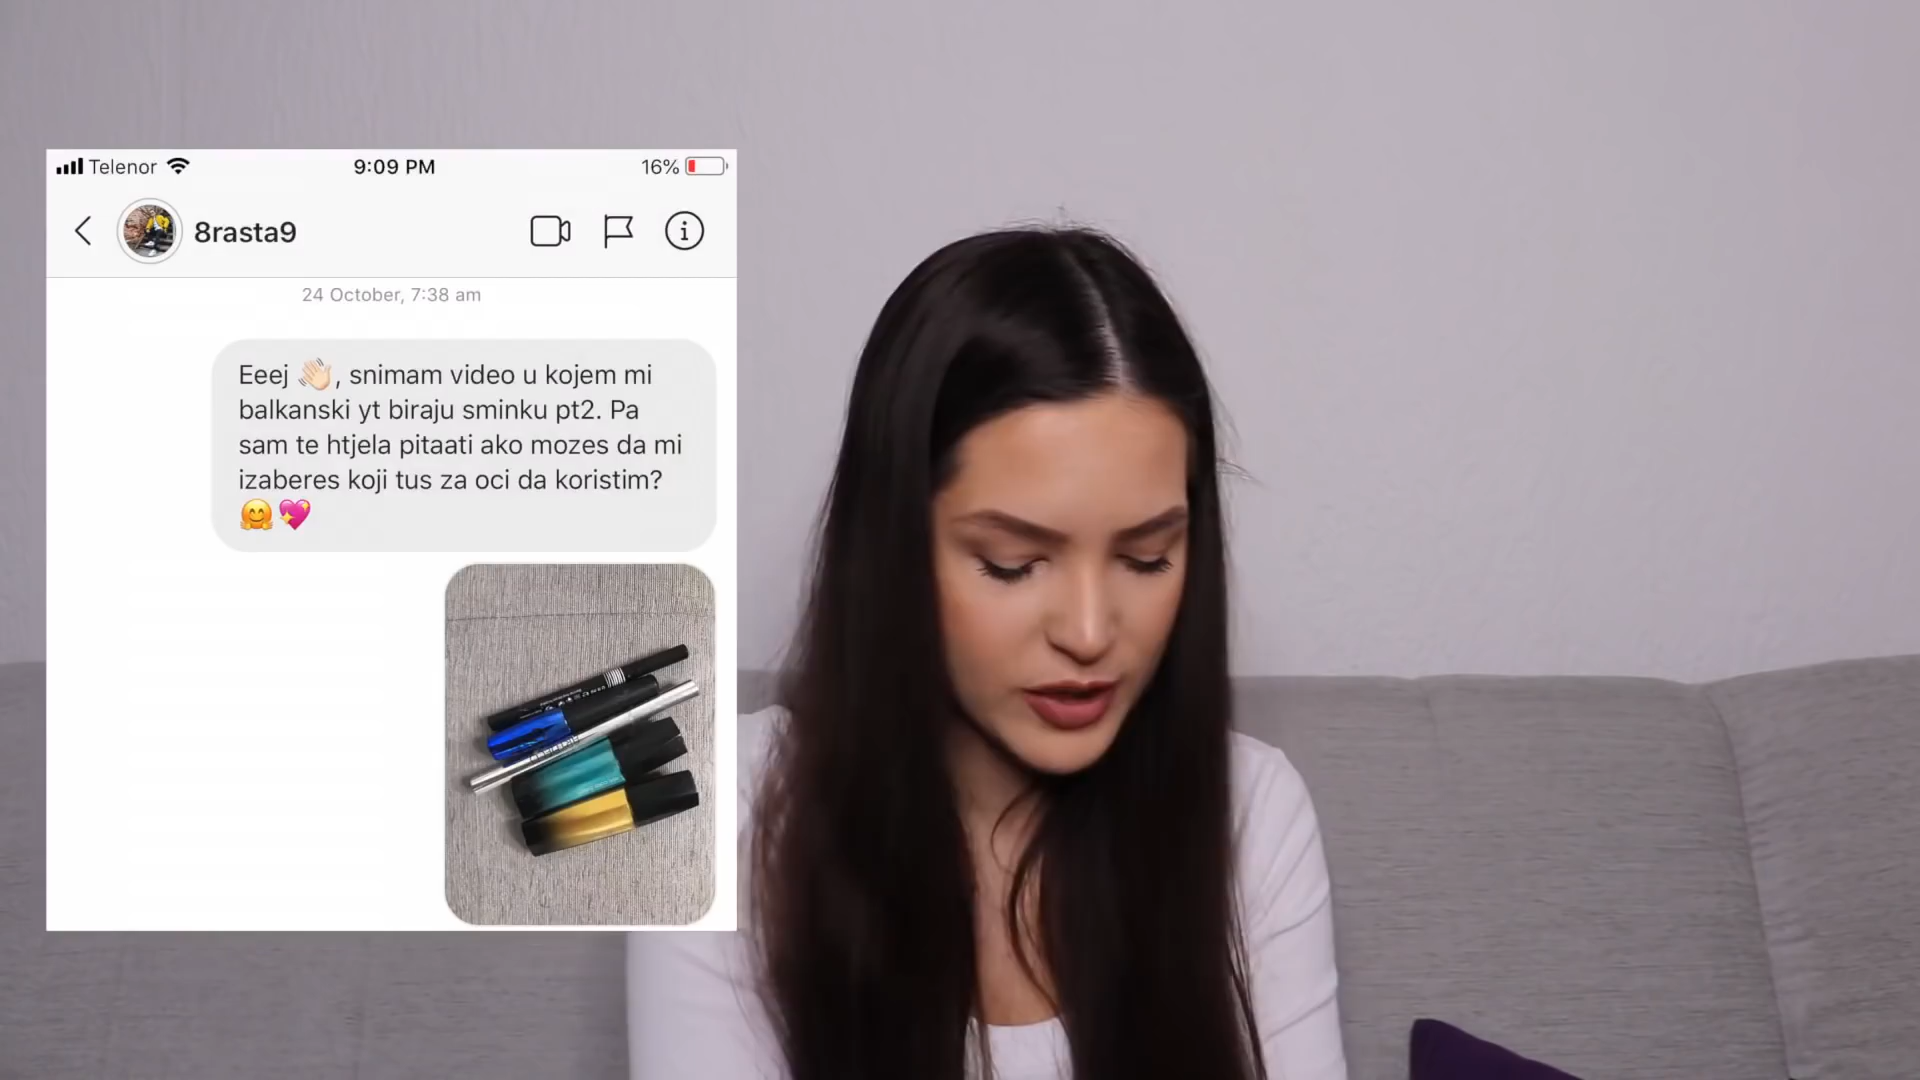 Telenor 9:09 PM 16%
8rasta9
24 October, 7:38 am
Eeej 👋🏻, snimam video u kojem mi
balkanski yt biraju sminku pt2. Pa
sam te htjela pitaati ako mozes da mi
izaberes koji tus za oci da koristim?
🤗💖